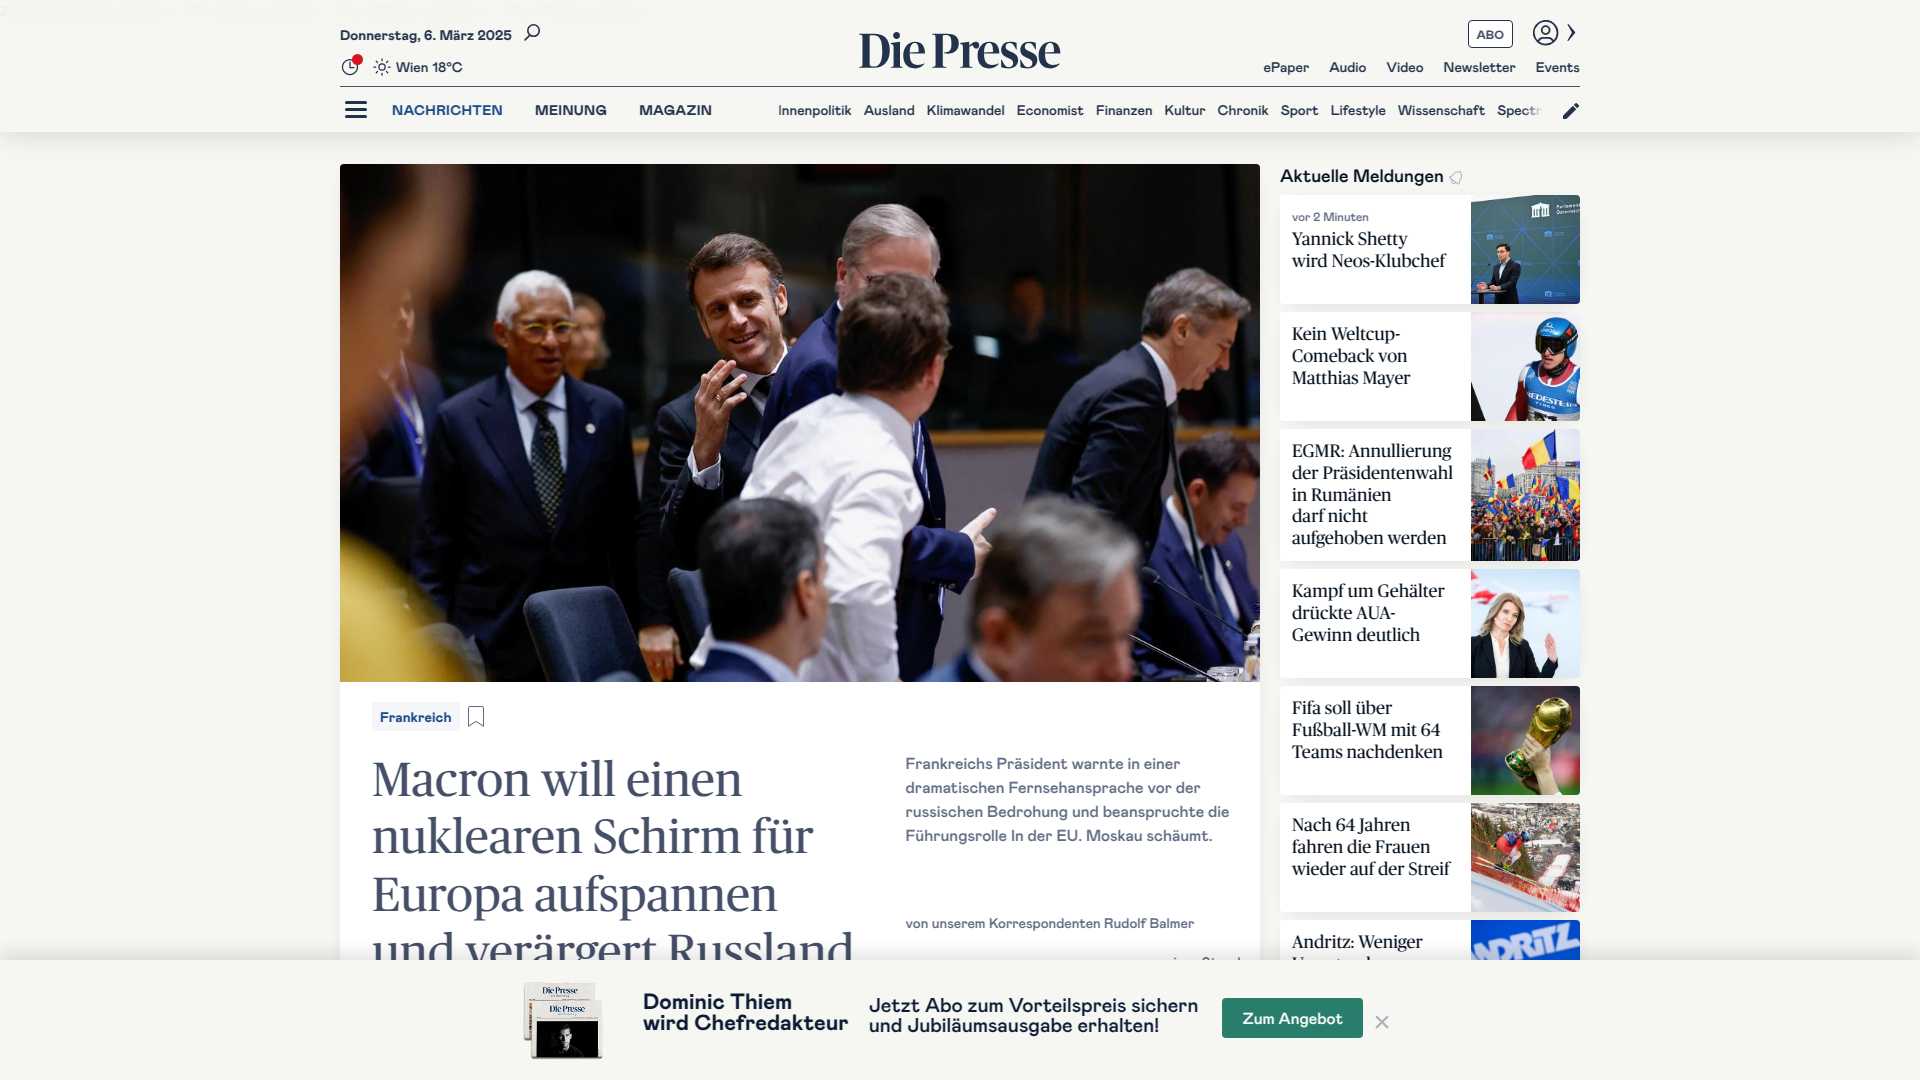 Donnerstag, 6. März 2025
Wien 18°C
Die Presse
ABO
ePaper Audio Video Newsletter Events
NACHRICHTEN MEINUNG MAGAZIN
Innenpolitik Ausland Klimawandel Economist Finanzen Kultur Chronik Sport Lifestyle Wissenschaft Spectr
Frankreich
Macron will einen
nuklearen Schirm für
Europa aufspannen
und verärgert Russland
Frankreichs Präsident warnte in einer
dramatischen Fernsehansprache vor der
russischen Bedrohung und beanspruchte die
Führungsrolle In der EU. Moskau schäumt.
von unserem Korrespondenten Rudolf Balmer
Aktuelle Meldungen
vor 2 Minuten
Yannick Shetty
wird Neos-Klubchef
Kein Weltcup-
Comeback von
Matthias Mayer
EGMR: Annullierung
der Präsidentenwahl
in Rumänien
darf nicht
aufgehoben werden
Kampf um Gehälter
drückte AUA-
Gewinn deutlich
Fifa soll über
Fußball-WM mit 64
Teams nachdenken
Nach 64 Jahren
fahren die Frauen
wieder auf der Streif
Andritz: Weniger
ANDRITZ
Die Presse
Die Presse
Dominic Thiem
wird Chefredakteur
Jetzt Abo zum Vorteilspreis sichern
und Jubiläumsausgabe erhalten!
Zum Angebot